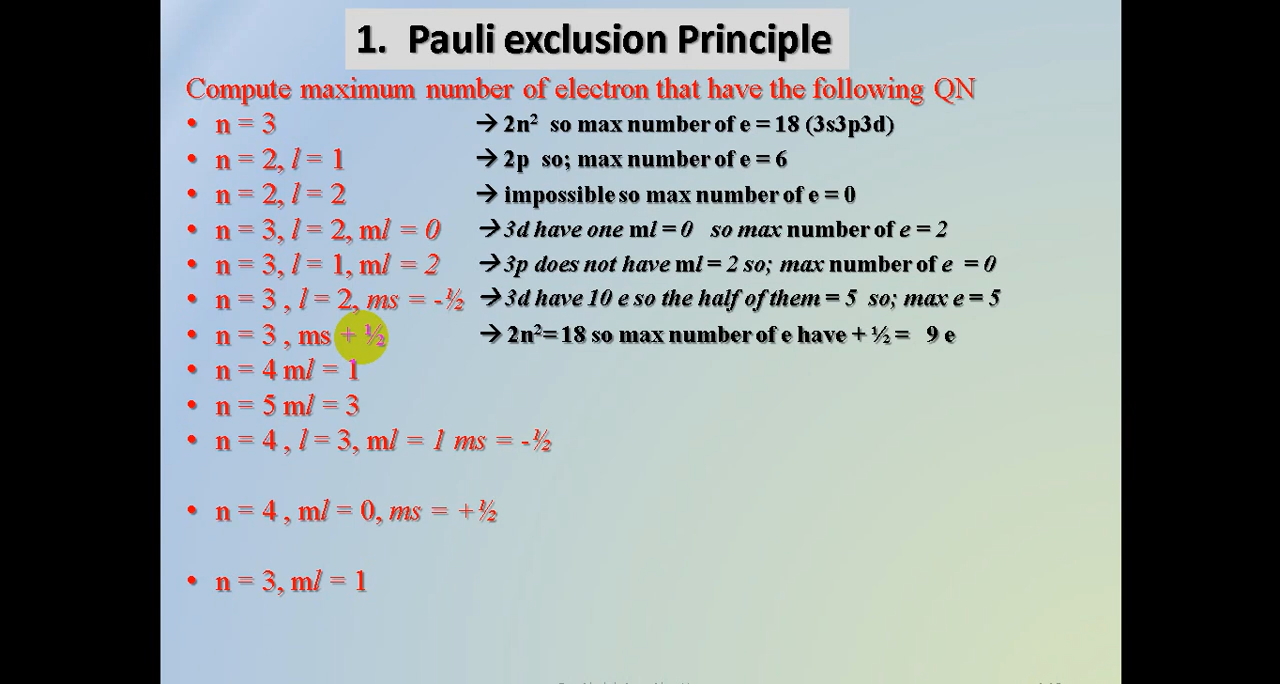 1. Pauli exclusion Principle
Compute maximum number of electron that have the following QN
• n = 3 → 2n² so max number of e = 18 (3s3p3d)
• n = 2, l = 1 → 2p so; max number of e = 6
• n = 2, l = 2 → impossible so max number of e = 0
• n = 3, l = 2, ml = 0 → 3d have one ml = 0 so max number of e = 2
• n = 3, l = 1, ml = 2 → 3p does not have ml = 2 so; max number of e = 0
• n = 3 , l = 2, ms = -½ → 3d have 10 e so the half of them = 5 so; max e = 5
• n = 3 , ms + ½ → 2n²= 18 so max number of e have + ½ = 9 e
• n = 4 ml = 1
• n = 5 ml = 3
• n = 4 , l = 3, ml = 1 ms = -½
• n = 4 , ml = 0, ms = +½
• n = 3, ml = 1